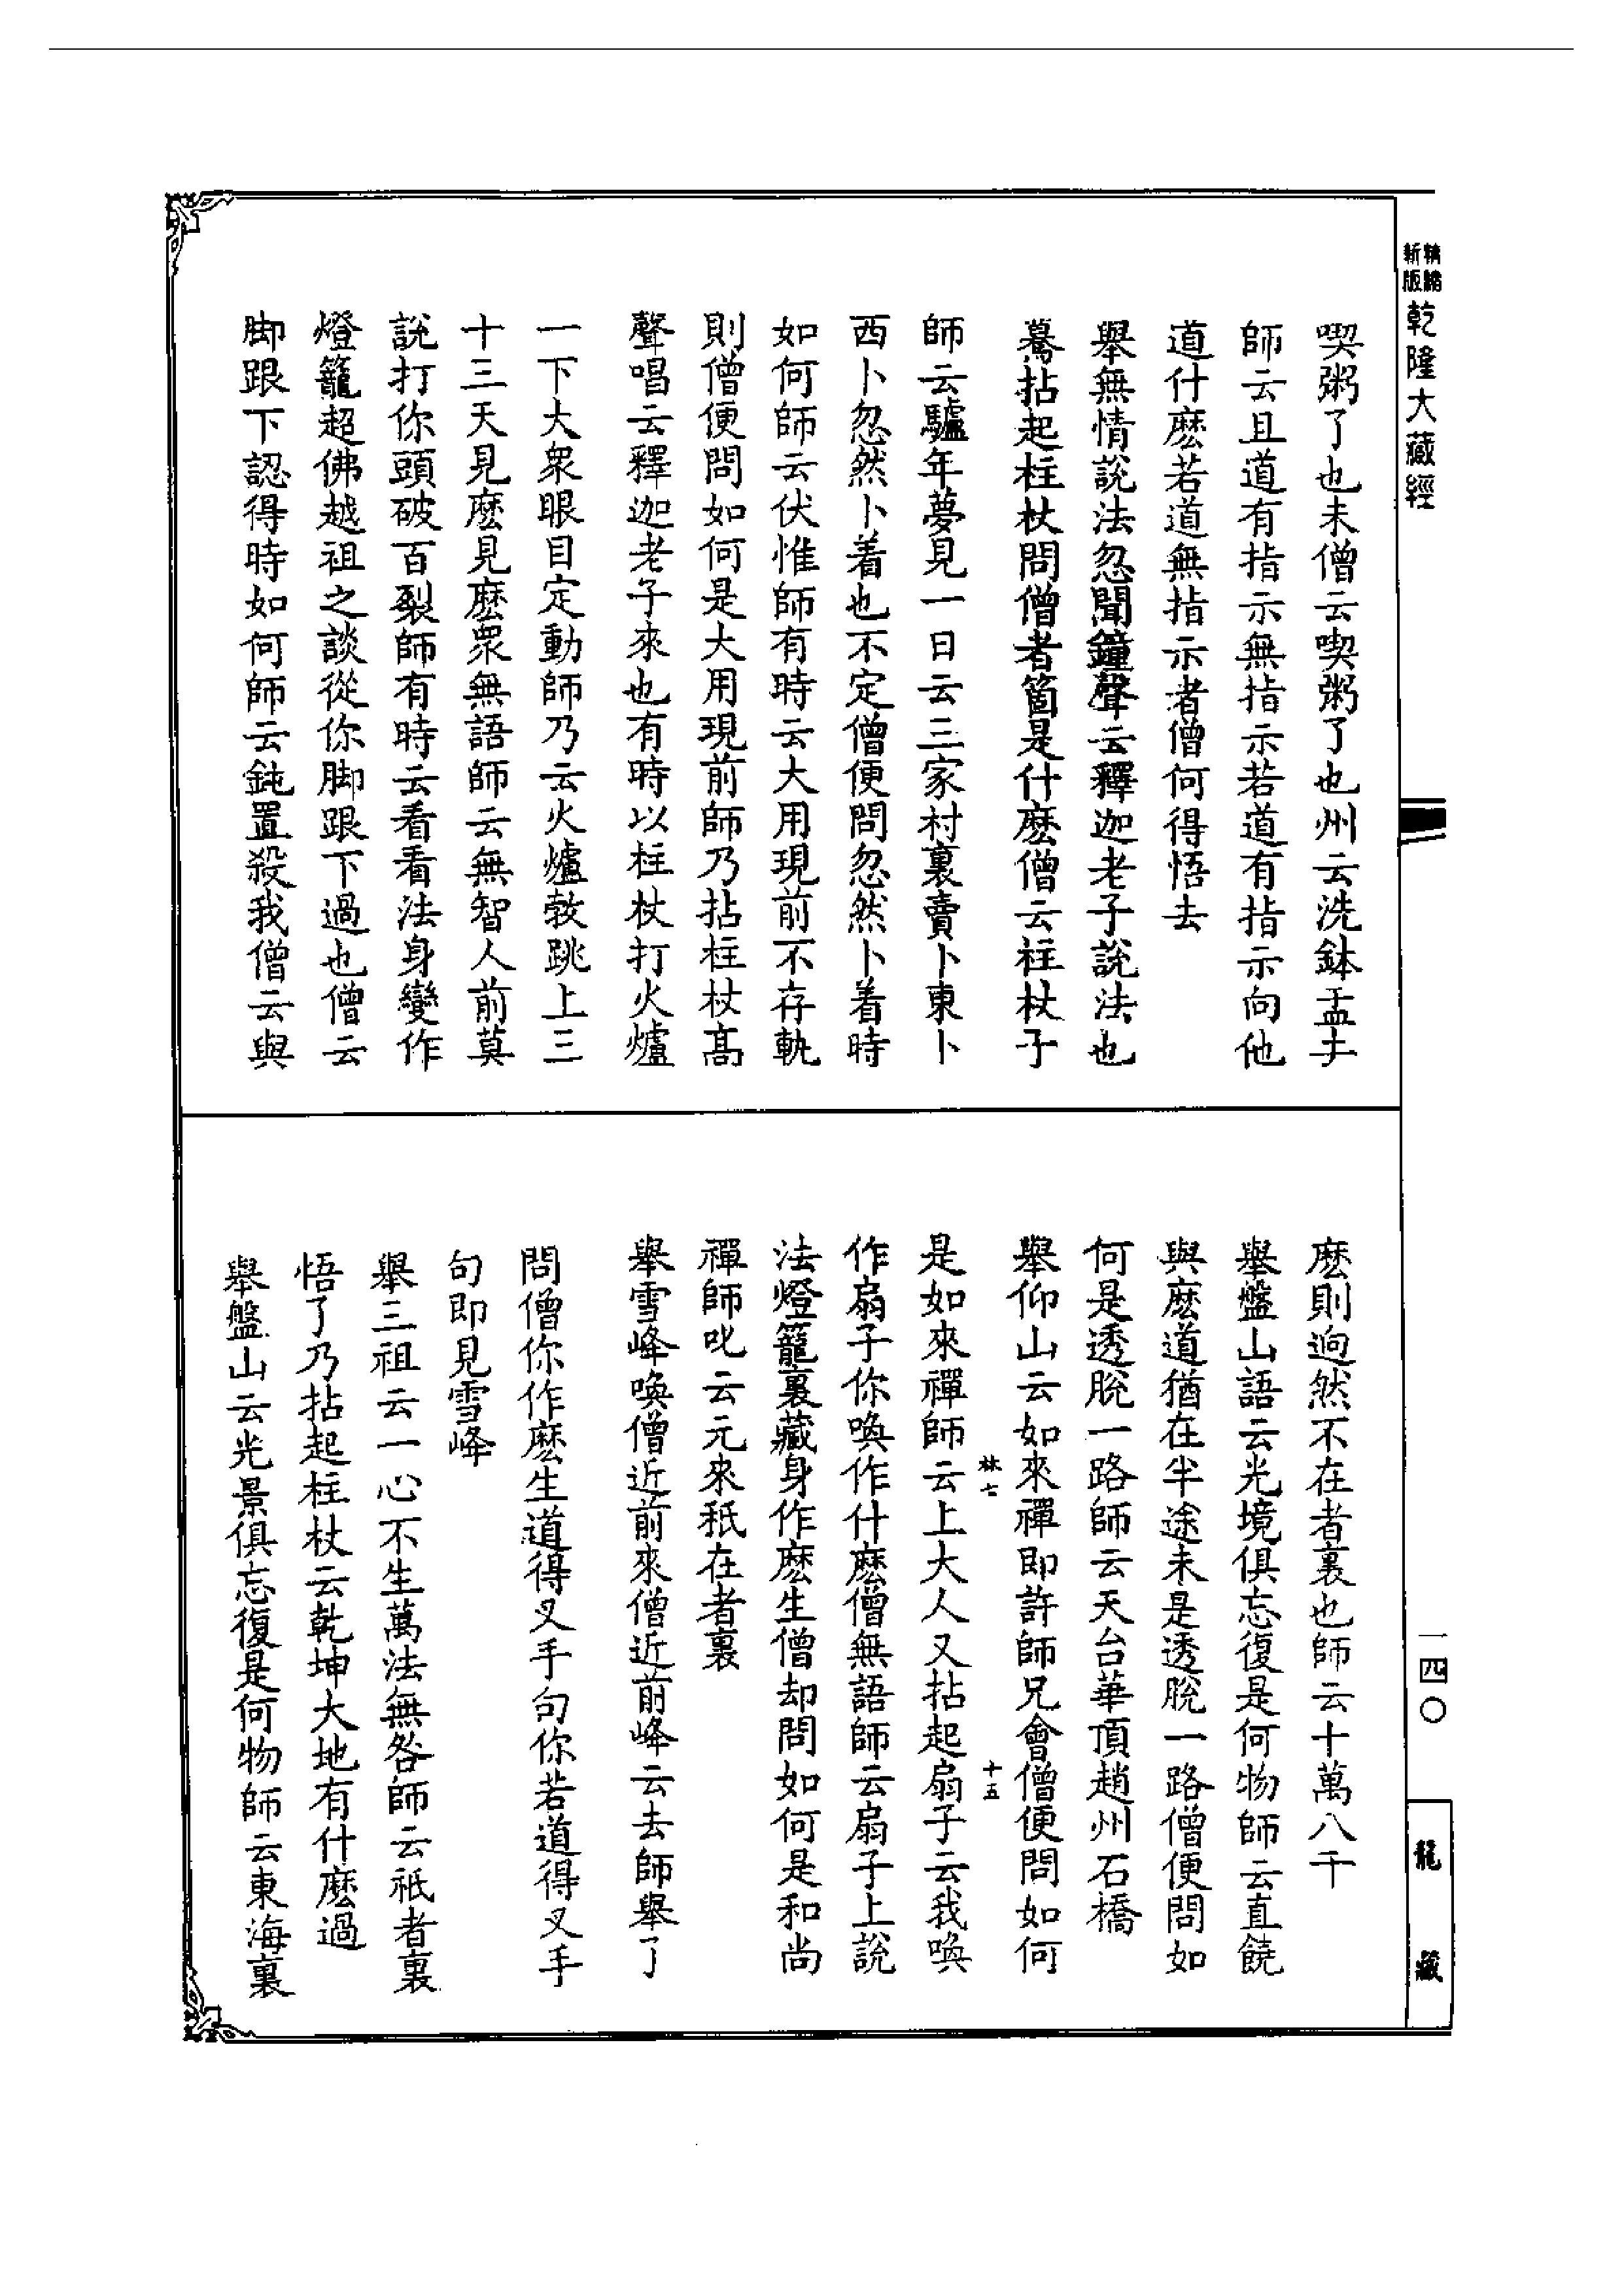 精縮新版
乾隆大藏經
喫粥了也未僧云喫粥了也州云洗鉢盂去
師云且道有指示無指示若道有指示向他
道什麽若道無指示者僧何得悟去
舉無情說法忽聞鐘聲云釋迦老子說法也
驀拈起柱杖問僧者箇是什麽僧云柱杖子
師云驢年夢見一日云三家村裏賣卜東卜
西卜忽然卜着也不定僧便問忽然卜着時
如何師云伏惟師有時云大用現前不存軌
則僧便問如何是大用現前師乃拈柱杖高
聲唱云釋迦老子來也有時以柱杖打火爐
一下大衆眼目定動師乃云火爐㪍跳上三
十三天見麽見麽衆無語師云無智人前莫
說打你頭破百裂師有時云看看法身變作
燈籠超佛越祖之談從你脚跟下過也僧云
脚跟下認得時如何師云鈍置殺我僧云與
麽則逈然不在者裏也師云十萬八千
舉盤山語云光境俱忘復是何物師云直饒
與麽道猶在半途未是透脫一路僧便問如
何是透脫一路師云天台華頂趙州石橋
舉仰山云如來禪即許師兄會僧便問如何
林七 十五
是如來禪師云上大人又拈起扇子云我喚
作扇子你喚作什麽僧無語師云扇子上說
法燈籠裏藏身作麽生僧却問如何是和尚
禪師叱云元來秖在者裏
舉雪峰喚僧近前來僧近前峰云去師舉了
問僧你作麽生道得叉手句你若道得叉手
句即見雪峰
舉三祖云一心不生萬法無咎師云祇者裏
悟了乃拈起柱杖云乾坤大地有什麽過
舉盤山云光景俱忘復是何物師云東海裏
一四〇
龍藏